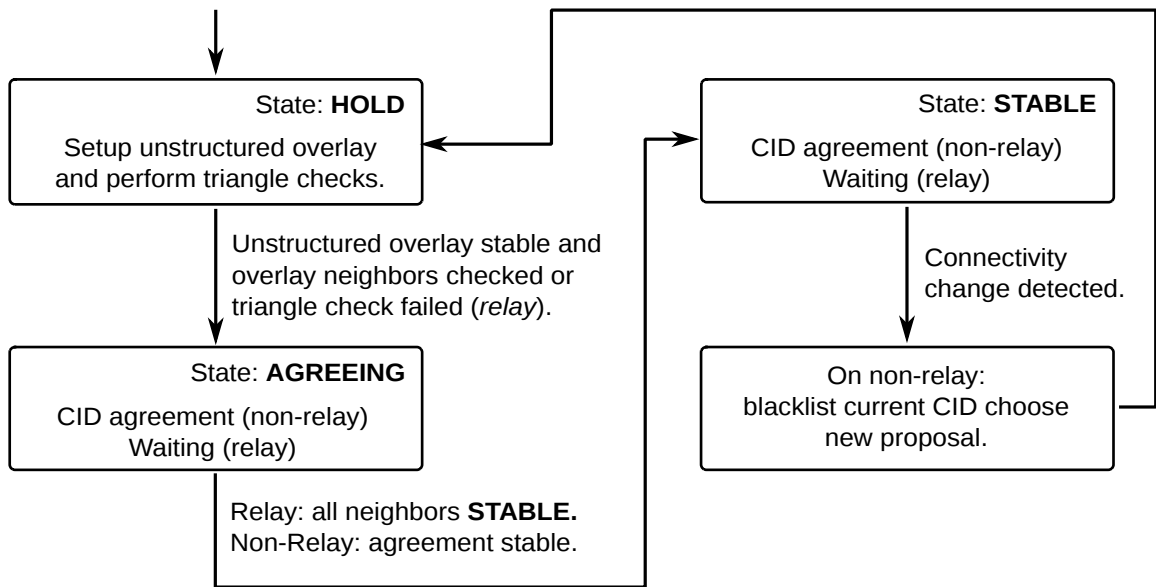 State: HOLD
Setup unstructured overlay
and perform triangle checks.
Unstructured overlay stable and
overlay neighbors checked or
triangle check failed (relay).
State: AGREEING
CID agreement (non-relay)
Waiting (relay)
Relay: all neighbors STABLE.
Non-Relay: agreement stable.
State: STABLE
CID agreement (non-relay)
Waiting (relay)
Connectivity
change detected.
On non-relay:
blacklist current CID choose
new proposal.